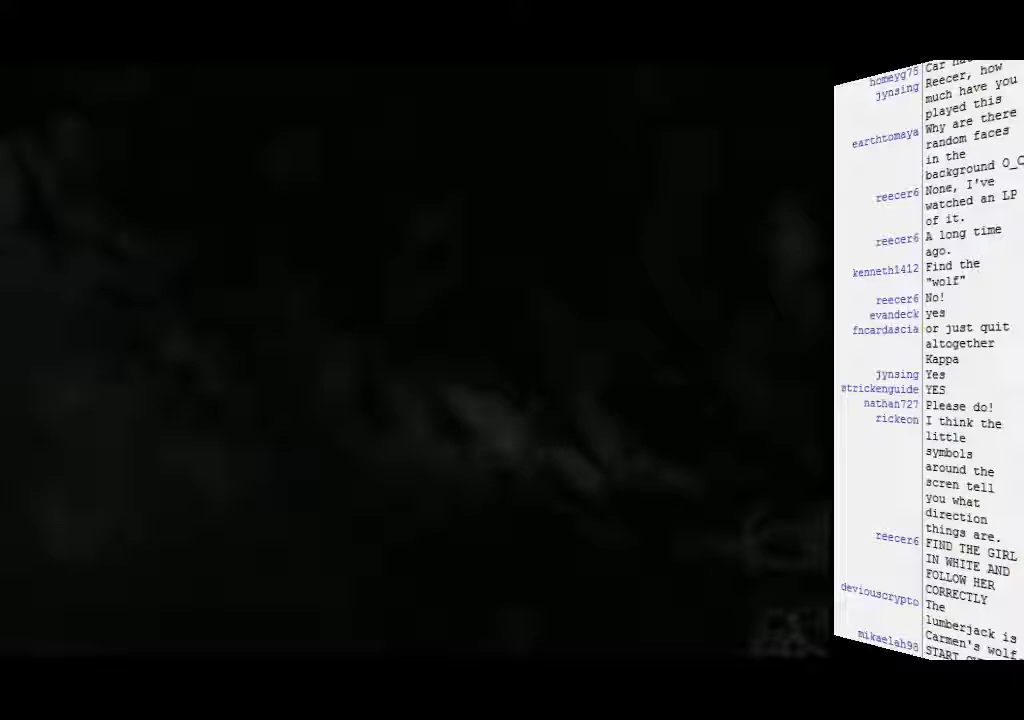 homeyg75 Car
jynsing Reecer, how
much have you
played this
earthtomaya Why are there
random faces
in the
background O_O
reecer6 None, I've
watched an LP
of it.
reecer6 A long time
ago.
kenneth1412 Find the
"wolf"
reecer6 No!
evandeck yes
fncardascia or just quit
altogether
Kappa
jynsing Yes
strickenguide YES
nathan727 Please do!
rickeon I think the
little
symbols
around the
scren tell
you what
direction
things are.
reecer6 FIND THE GIRL
IN WHITE AND
FOLLOW HER
CORRECTLY
deviouscrypto The
lumberjack is
Carmen's wolf.
mikaelah98 START